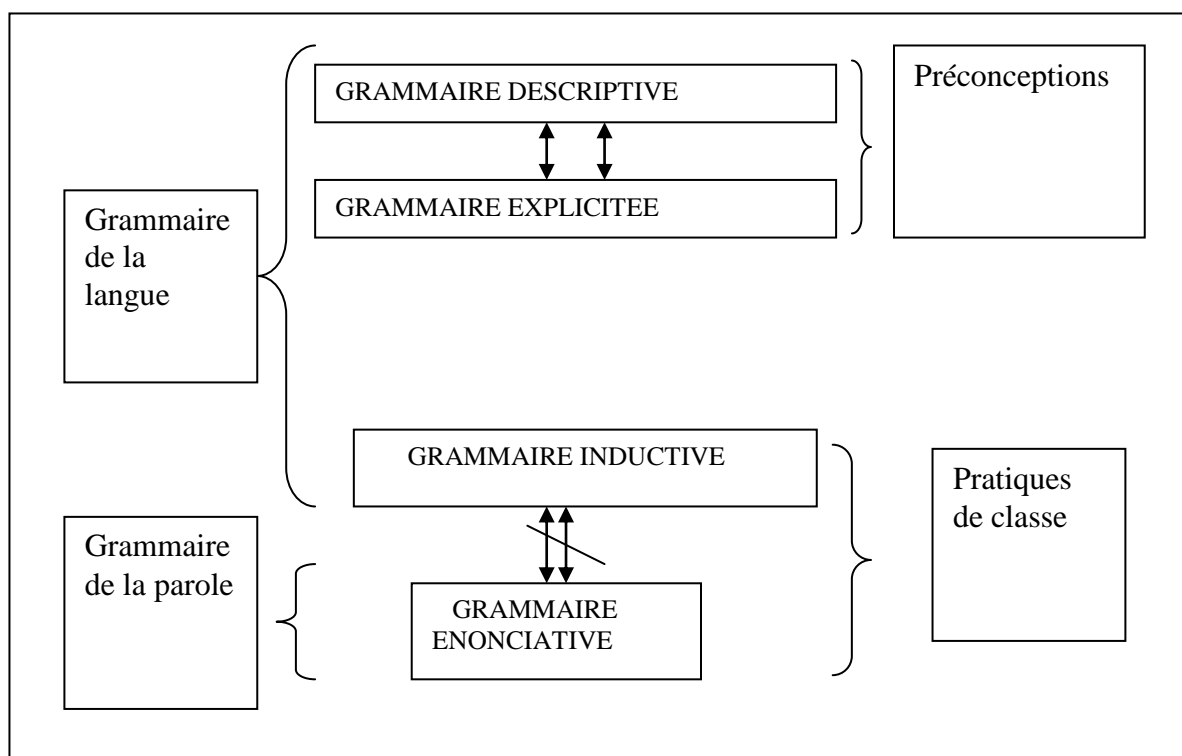 GRAMMAIRE DESCRIPTIVE
Préconceptions
GRAMMAIRE EXPLICITEE
Grammaire
de la
langue
GRAMMAIRE INDUCTIVE
Pratiques
de classe
Grammaire
de la parole
GRAMMAIRE
ENONCIATIVE